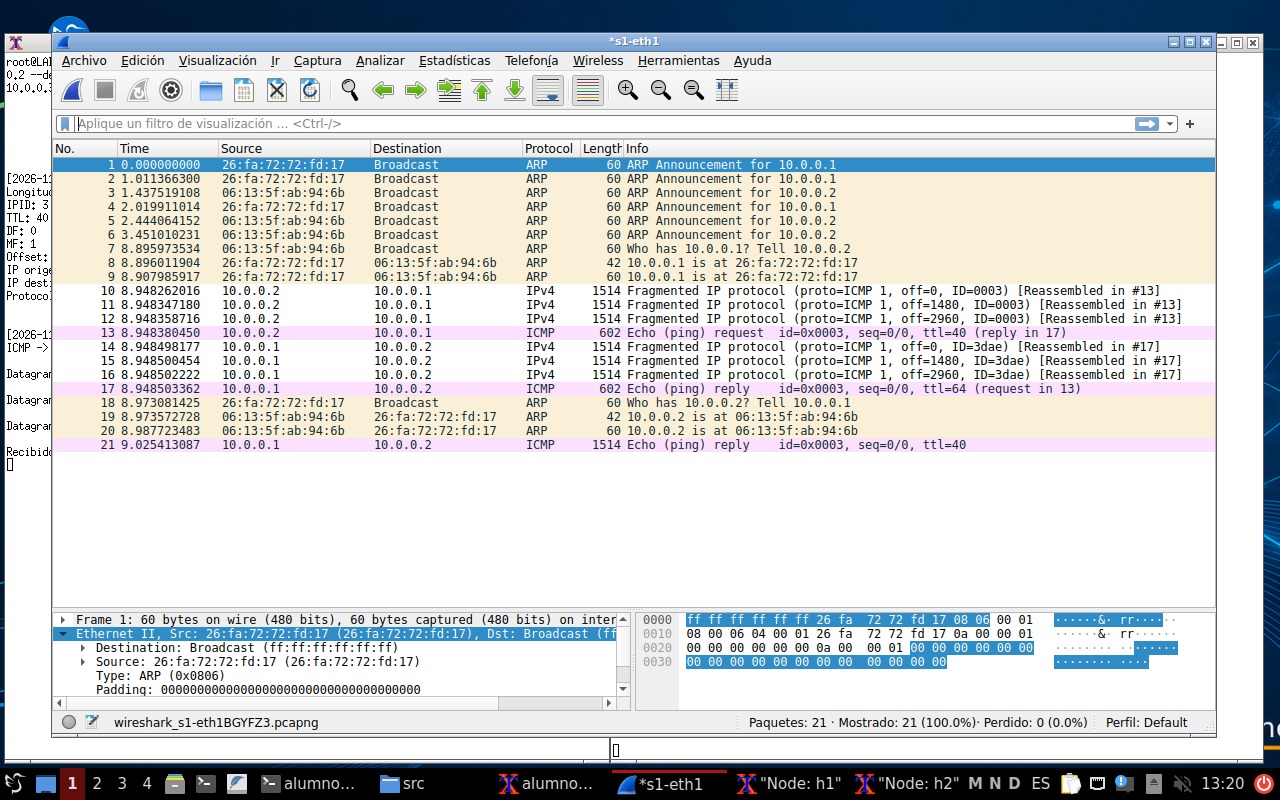 *s1-eth1
root@LA
0.2 --de
10.0.0.
[2026-11
Longitud
IPID: 3
TTL: 40
DF: 0
MF: 1
Offset:
IP orige
IP dest:
Protoco
[2026-11
ICMP ->
Datagram
Datagram
Datagram
Recibido
Archivo Edición Visualización Ir Captura Analizar Estadísticas Telefonía Wireless Herramientas Ayuda
Aplique un filtro de visualización … <Ctrl-/>
No. Time Source Destination Protocol Length Info
1 0.000000000 26:fa:72:72:fd:17 Broadcast ARP 60 ARP Announcement for 10.0.0.1
2 1.011366300 26:fa:72:72:fd:17 Broadcast ARP 60 ARP Announcement for 10.0.0.1
3 1.437519108 06:13:5f:ab:94:6b Broadcast ARP 60 ARP Announcement for 10.0.0.2
4 2.019911014 26:fa:72:72:fd:17 Broadcast ARP 60 ARP Announcement for 10.0.0.1
5 2.444064152 06:13:5f:ab:94:6b Broadcast ARP 60 ARP Announcement for 10.0.0.2
6 3.451010231 06:13:5f:ab:94:6b Broadcast ARP 60 ARP Announcement for 10.0.0.2
7 8.895973534 06:13:5f:ab:94:6b Broadcast ARP 60 Who has 10.0.0.1? Tell 10.0.0.2
8 8.896011904 26:fa:72:72:fd:17 06:13:5f:ab:94:6b ARP 42 10.0.0.1 is at 26:fa:72:72:fd:17
9 8.907985917 26:fa:72:72:fd:17 06:13:5f:ab:94:6b ARP 60 10.0.0.1 is at 26:fa:72:72:fd:17
10 8.948262016 10.0.0.2 10.0.0.1 IPv4 1514 Fragmented IP protocol (proto=ICMP 1, off=0, ID=0003) [Reassembled in #13]
11 8.948347180 10.0.0.2 10.0.0.1 IPv4 1514 Fragmented IP protocol (proto=ICMP 1, off=1480, ID=0003) [Reassembled in #13]
12 8.948358716 10.0.0.2 10.0.0.1 IPv4 1514 Fragmented IP protocol (proto=ICMP 1, off=2960, ID=0003) [Reassembled in #13]
13 8.948380450 10.0.0.2 10.0.0.1 ICMP 602 Echo (ping) request id=0x0003, seq=0/0, ttl=40 (reply in 17)
14 8.948498177 10.0.0.1 10.0.0.2 IPv4 1514 Fragmented IP protocol (proto=ICMP 1, off=0, ID=3dae) [Reassembled in #17]
15 8.948500454 10.0.0.1 10.0.0.2 IPv4 1514 Fragmented IP protocol (proto=ICMP 1, off=1480, ID=3dae) [Reassembled in #17]
16 8.948502222 10.0.0.1 10.0.0.2 IPv4 1514 Fragmented IP protocol (proto=ICMP 1, off=2960, ID=3dae) [Reassembled in #17]
17 8.948503362 10.0.0.1 10.0.0.2 ICMP 602 Echo (ping) reply id=0x0003, seq=0/0, ttl=64 (request in 13)
18 8.973081425 26:fa:72:72:fd:17 Broadcast ARP 60 Who has 10.0.0.2? Tell 10.0.0.1
19 8.973572728 06:13:5f:ab:94:6b 26:fa:72:72:fd:17 ARP 42 10.0.0.2 is at 06:13:5f:ab:94:6b
20 8.987723483 06:13:5f:ab:94:6b 26:fa:72:72:fd:17 ARP 60 10.0.0.2 is at 06:13:5f:ab:94:6b
21 9.025413087 10.0.0.1 10.0.0.2 ICMP 1514 Echo (ping) reply id=0x0003, seq=0/0, ttl=40
Frame 1: 60 bytes on wire (480 bits), 60 bytes captured (480 bits) on inter
Ethernet II, Src: 26:fa:72:72:fd:17 (26:fa:72:72:fd:17), Dst: Broadcast (ff
Destination: Broadcast (ff:ff:ff:ff:ff:ff)
Source: 26:fa:72:72:fd:17 (26:fa:72:72:fd:17)
Type: ARP (0x0806)
Padding: 000000000000000000000000000000000000
0000 ff ff ff ff ff ff 26 fa 72 72 fd 17 08 06 00 01 ······&· rr······
0010 08 00 06 04 00 01 26 fa 72 72 fd 17 0a 00 00 01 ······&· rr······
0020 00 00 00 00 00 00 0a 00 00 01 00 00 00 00 00 00 ········ ········
0030 00 00 00 00 00 00 00 00 00 00 00 00 ········ ····
wireshark_s1-eth1BGYFZ3.pcapng Paquetes: 21 · Mostrado: 21 (100.0%)· Perdido: 0 (0.0%) Perfil: Default
1 2 3 4 alumno... src alumno... *s1-eth1 "Node: h1" "Node: h2" M N D ES 13:20